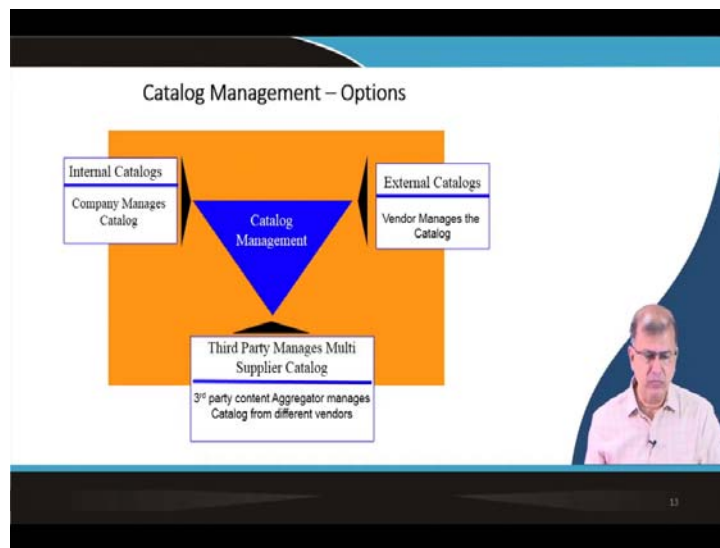 Catalog Management – Options
Internal Catalogs
Company Manages
Catalog
External Catalogs
Vendor Manages the
Catalog
Catalog
Management
Third Party Manages Multi
Supplier Catalog
3rd party content Aggregator manages
Catalog from different vendors
13